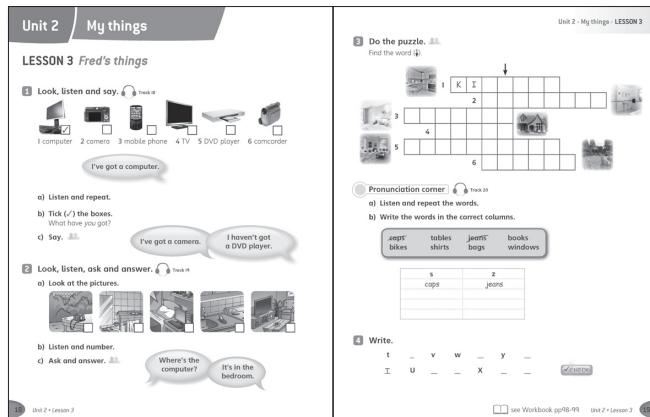 Unit 2 / My things
LESSON 3 Fred's things
1 Look, listen and say. Track 18
1 computer 2 camera 3 mobile phone 4 TV 5 DVD player 6 camcorder
I've got a computer.
a) Listen and repeat.
b) Tick (✓) the boxes.
What have you got?
c) Say.
I've got a camera.
I haven't got
a DVD player.
2 Look, listen, ask and answer. Track 19
a) Look at the pictures.
b) Listen and number.
c) Ask and answer.
Where's the
computer?
It's in the
bedroom.
18 Unit 2 • Lesson 3
Unit 2 - My things - LESSON 3
3 Do the puzzle.
Find the word (↓).
1 K I
2
3
4
5
6
Pronunciation corner Track 20
a) Listen and repeat the words.
b) Write the words in the correct columns.
caps tables jeans books
bikes shirts bags windows
s z
caps jeans
4 Write.
t _ v w _ y _
T U _ _ X _ _
✓CHECK
see Workbook pp98-99 Unit 2 • Lesson 3 19